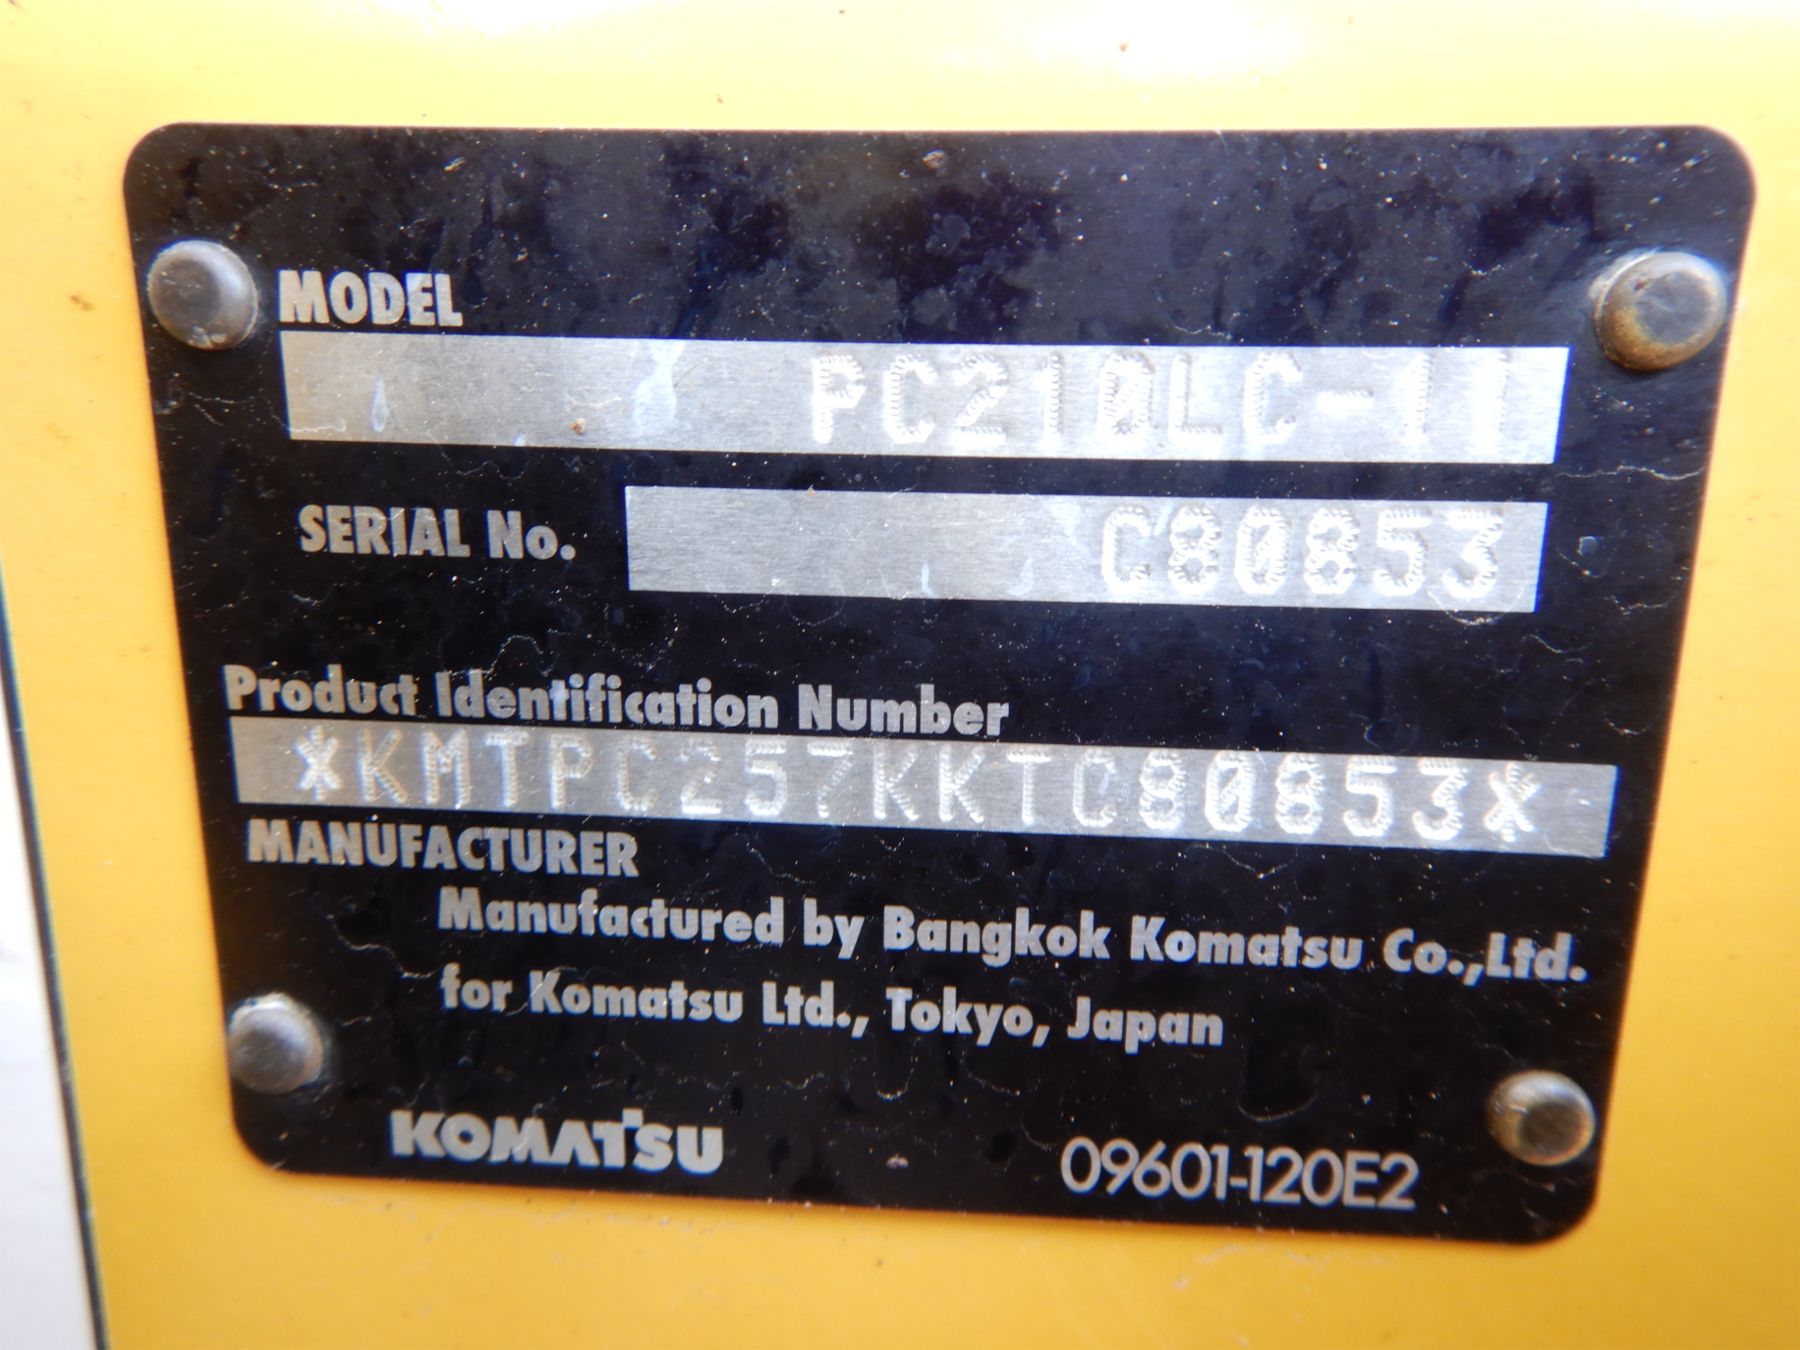 MODEL
PC210LC-11
SERIAL No. C80853
Product Identification Number
*KMTPC257KKTC80853*
MANUFACTURER
Manufactured by Bangkok Komatsu Co.,Ltd.
for Komatsu Ltd., Tokyo, Japan
KOMATSU 09601-120E2